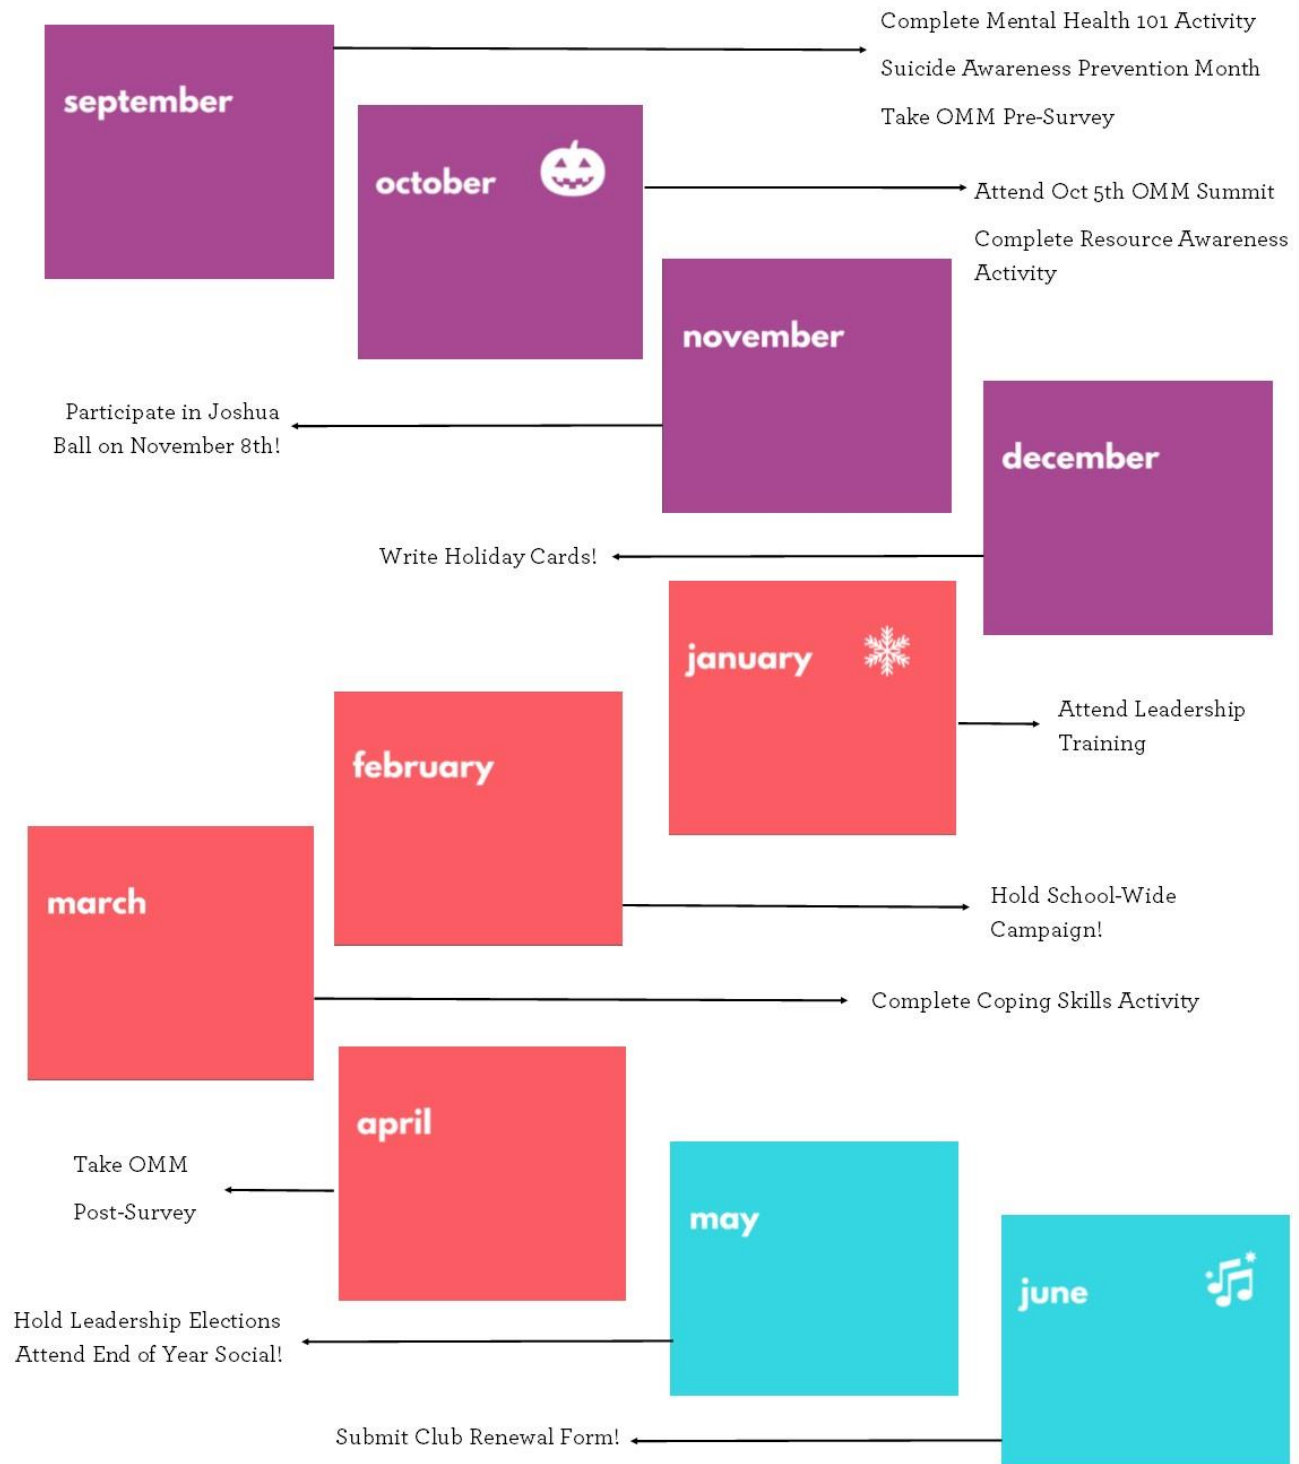 september
Complete Mental Health 101 Activity
Suicide Awareness Prevention Month
Take OMM Pre-Survey
october
Attend Oct 5th OMM Summit
Complete Resource Awareness
Activity
november
Participate in Joshua
Ball on November 8th!
december
Write Holiday Cards!
january
Attend Leadership
Training
february
Hold School-Wide
Campaign!
march
Complete Coping Skills Activity
april
Take OMM
Post-Survey
may
Hold Leadership Elections
Attend End of Year Social!
june
Submit Club Renewal Form!